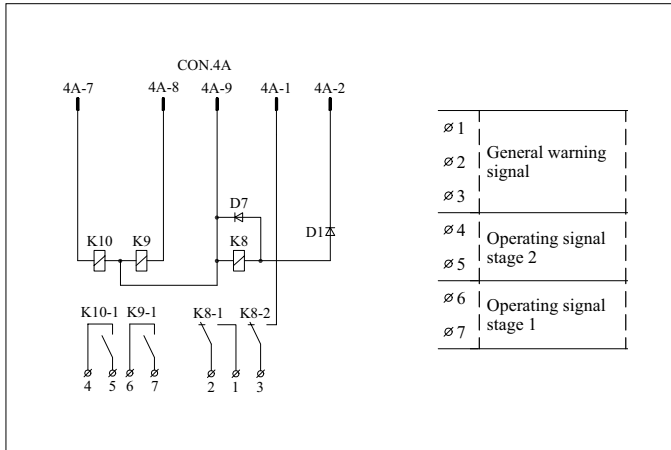 CON.4A
4A-7 4A-8 4A-9 4A-1 4A-2
D7
D1
K10 K9 K8
K10-1 K9-1 K8-1 K8-2
4 5 6 7 2 1 3
ø 1
ø 2
ø 3
General warning
signal
ø 4
ø 5
Operating signal
stage 2
ø 6
ø 7
Operating signal
stage 1